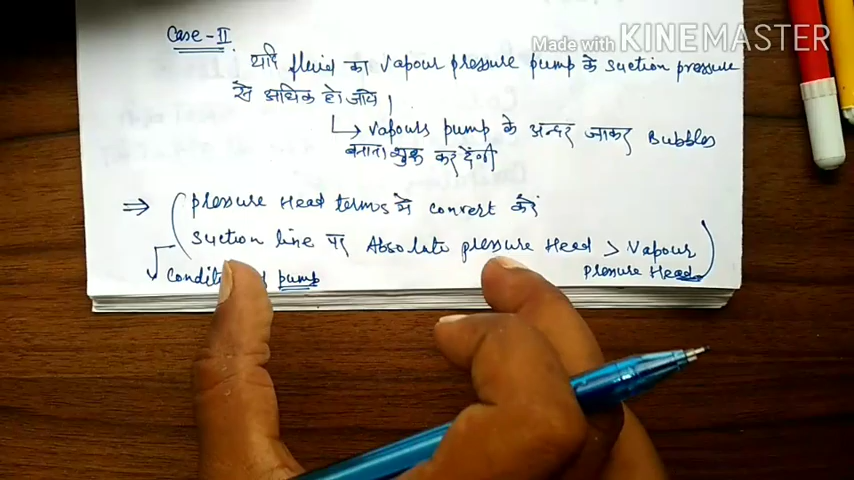 Made with KINEMASTER
Case - II
यदि fluid का vapour pressure pump के suction pressure
से अधिक हो जाये।
↳ vapours pump के अन्दर जाकर Bubbles
बनाना शुरू कर देंगी
⇒ (pressure Head terms में convert करें
suction line पर Absolute pressure Head > vapour
pressure Head)
pump